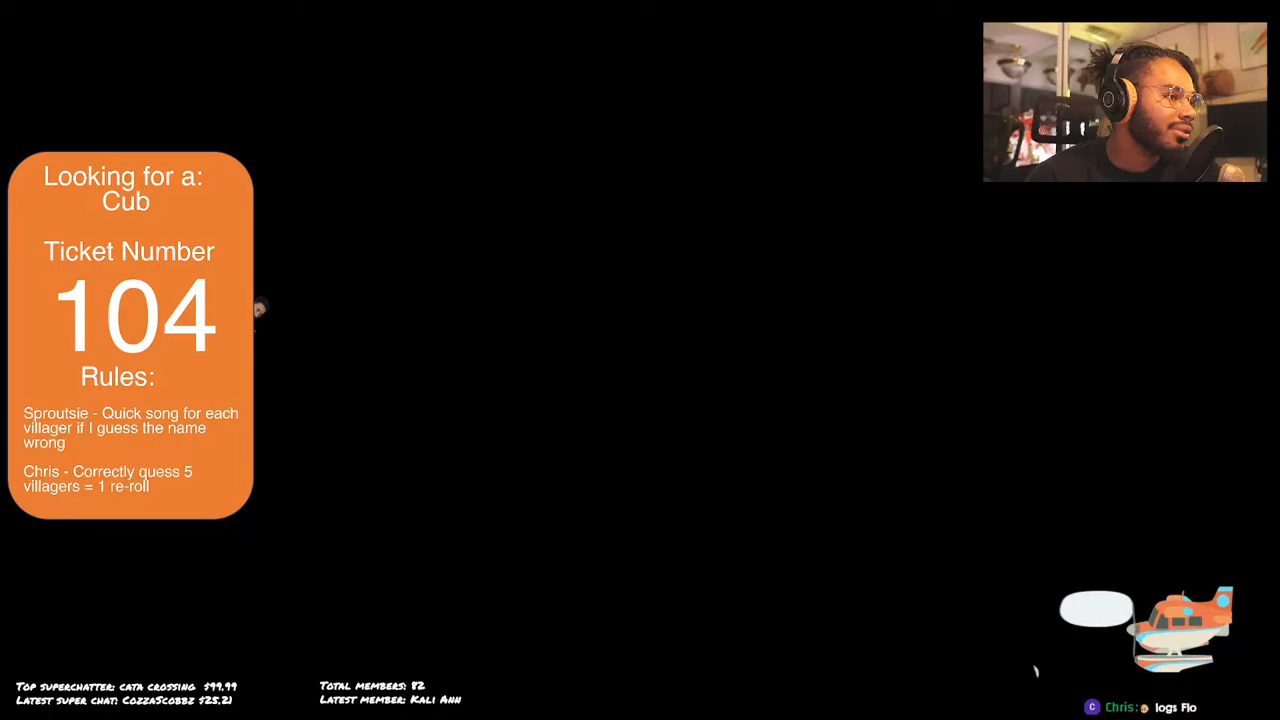 Looking for a:
Cub
Ticket Number
104
Rules:
Sproutsie - Quick song for each
villager if I guess the name
wrong
Chris - Correctly quess 5
villagers = 1 re-roll
Top superchatter: cata crossing $99.99
Latest super chat: CozzaScobbz $25.21
Total members: 82
Latest member: Kali Ann
C Chris: logs Flo